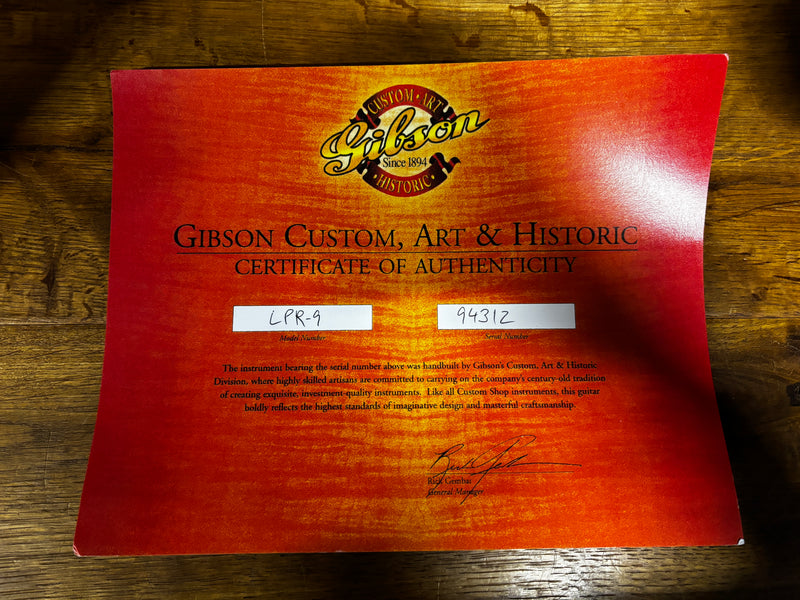 CUSTOM · ART
Gibson
Since 1894
· HISTORIC ·
GIBSON CUSTOM, ART & HISTORIC
CERTIFICATE OF AUTHENTICITY
LPR-9 94312
Model Number Serial Number
The instrument bearing the serial number above was handbuilt by Gibson's Custom, Art & Historic
Division, where highly skilled artisans are committed to carrying on the company's century-old tradition
of creating exquisite, investment-quality instruments. Like all Custom Shop instruments, this guitar
boldly reflects the highest standards of imaginative design and masterful craftsmanship.
Rick Gembar
General Manager